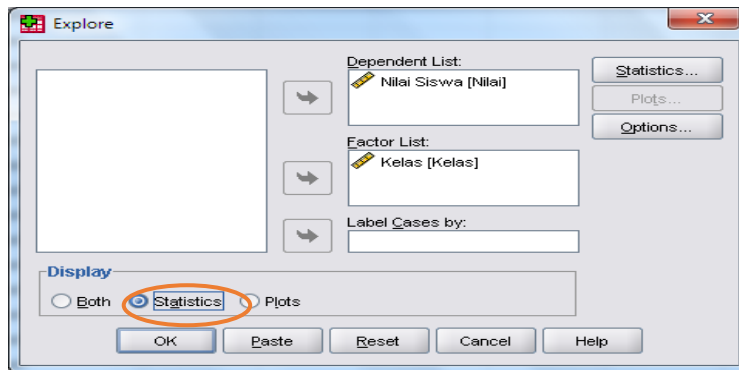 Explore
Dependent List:
Nilai Siswa [Nilai]
Factor List:
Kelas [Kelas]
Label Cases by:
Statistics...
Plots...
Options...
Display
Both
Statistics
Plots
OK
Paste
Reset
Cancel
Help